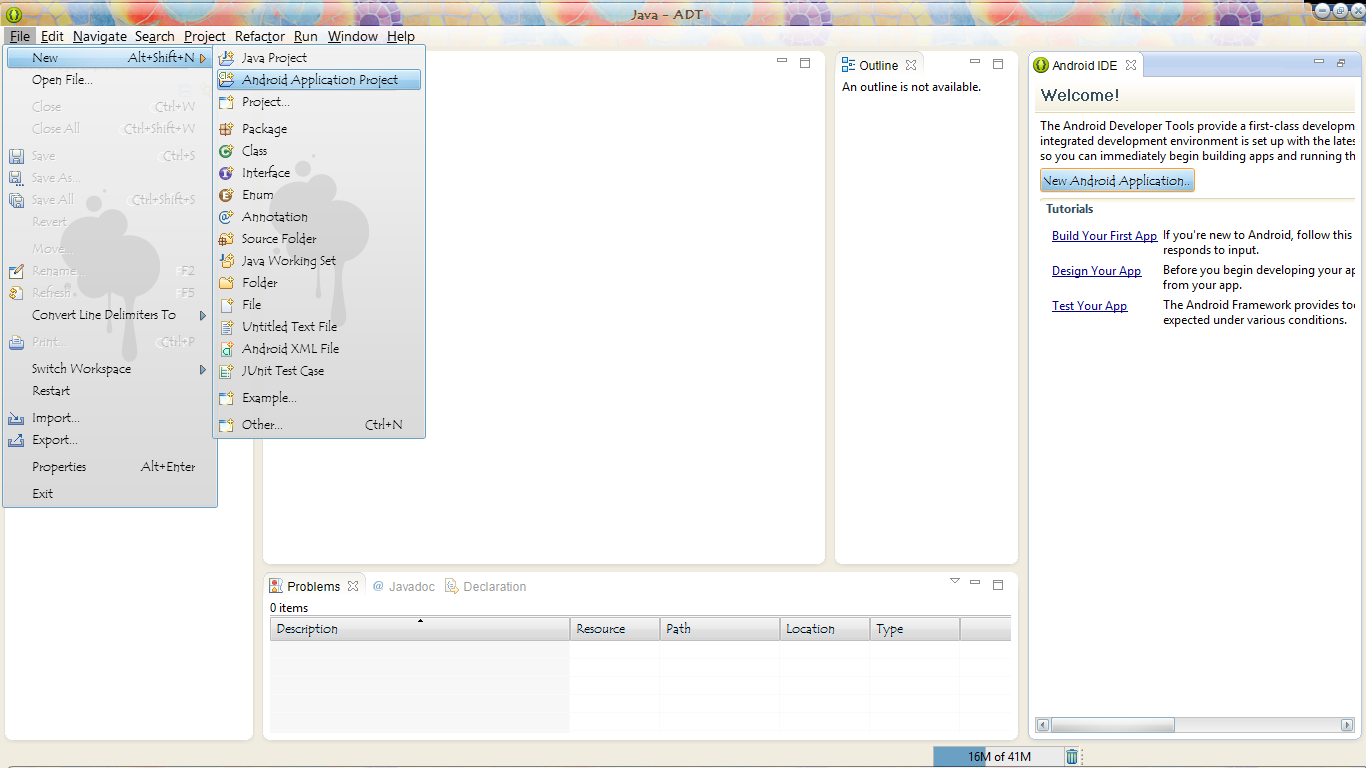 Java - ADT
File Edit Navigate Search Project Refactor Run Window Help
New Alt+Shift+N
Open File...
Close Ctrl+W
Close All Ctrl+Shift+W
Save Ctrl+S
Save As...
Save All Ctrl+Shift+S
Revert
Move...
Rename... F2
Refresh F5
Convert Line Delimiters To
Print... Ctrl+P
Switch Workspace
Restart
Import...
Export...
Properties Alt+Enter
Exit
Java Project
Android Application Project
Project...
Package
Class
Interface
Enum
Annotation
Source Folder
Java Working Set
Folder
File
Untitled Text File
Android XML File
JUnit Test Case
Example...
Other... Ctrl+N
Outline
An outline is not available.
Android IDE
Welcome!
The Android Developer Tools provide a first-class developm
integrated development environment is set up with the lates
so you can immediately begin building apps and running th
New Android Application..
Tutorials
Build Your First App If you're new to Android, follow this
responds to input.
Design Your App Before you begin developing your ap
from your app.
Test Your App The Android Framework provides too
expected under various conditions.
Problems @ Javadoc Declaration
0 items
Description Resource Path Location Type
16M of 41M